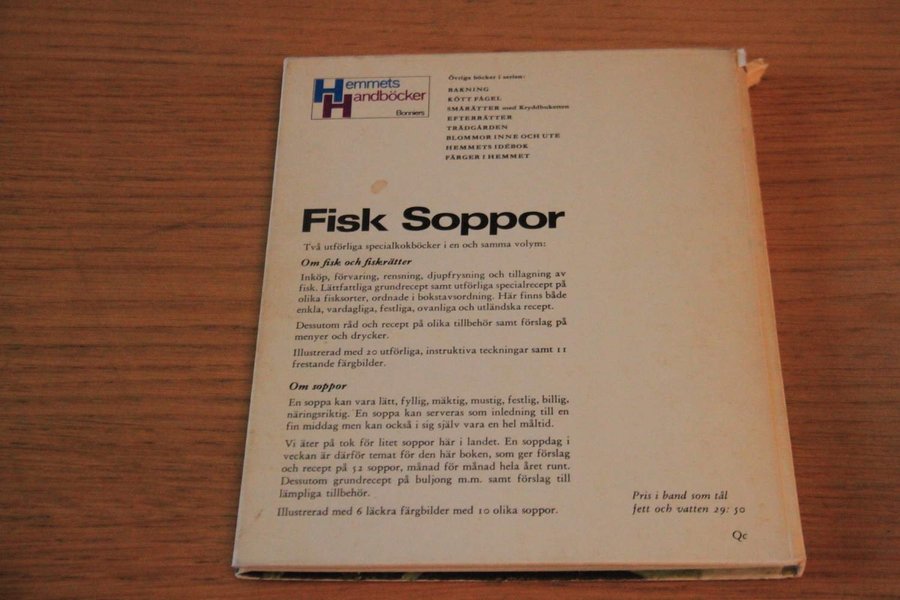 Hemmets
Handböcker
Bonniers
Övriga böcker i serien:
BAKNING
KÖTT FÅGEL
SMÅRÄTTER med Kryddbuketten
EFTERRÄTTER
TRÄDGÅRDEN
BLOMMOR INNE OCH UTE
HEMMETS IDÉBOK
FÄRGER I HEMMET
Fisk Soppor
Två utförliga specialkokböcker i en och samma volym:
Om fisk och fiskrätter
Inköp, förvaring, rensning, djupfrysning och tillagning av
fisk. Lättfattliga grundrecept samt utförliga specialrecept på
olika fisksorter, ordnade i bokstavsordning. Här finns både
enkla, vardagliga, festliga, ovanliga och utländska recept.
Dessutom råd och recept på olika tillbehör samt förslag på
menyer och drycker.
Illustrerad med 20 utförliga, instruktiva teckningar samt 11
frestande färgbilder.
Om soppor
En soppa kan vara lätt, fyllig, mäktig, mustig, festlig, billig,
näringsriktig. En soppa kan serveras som inledning till en
fin middag men kan också i sig själv vara en hel måltid.
Vi äter på tok för litet soppor här i landet. En soppdag i
veckan är därför temat för den här boken, som ger förslag
och recept på 52 soppor, månad för månad hela året runt.
Dessutom grundrecept på buljong m.m. samt förslag till
lämpliga tillbehör.
Illustrerad med 6 läckra färgbilder med 10 olika soppor.
Pris i band som tål
fett och vatten 29: 50
Qc